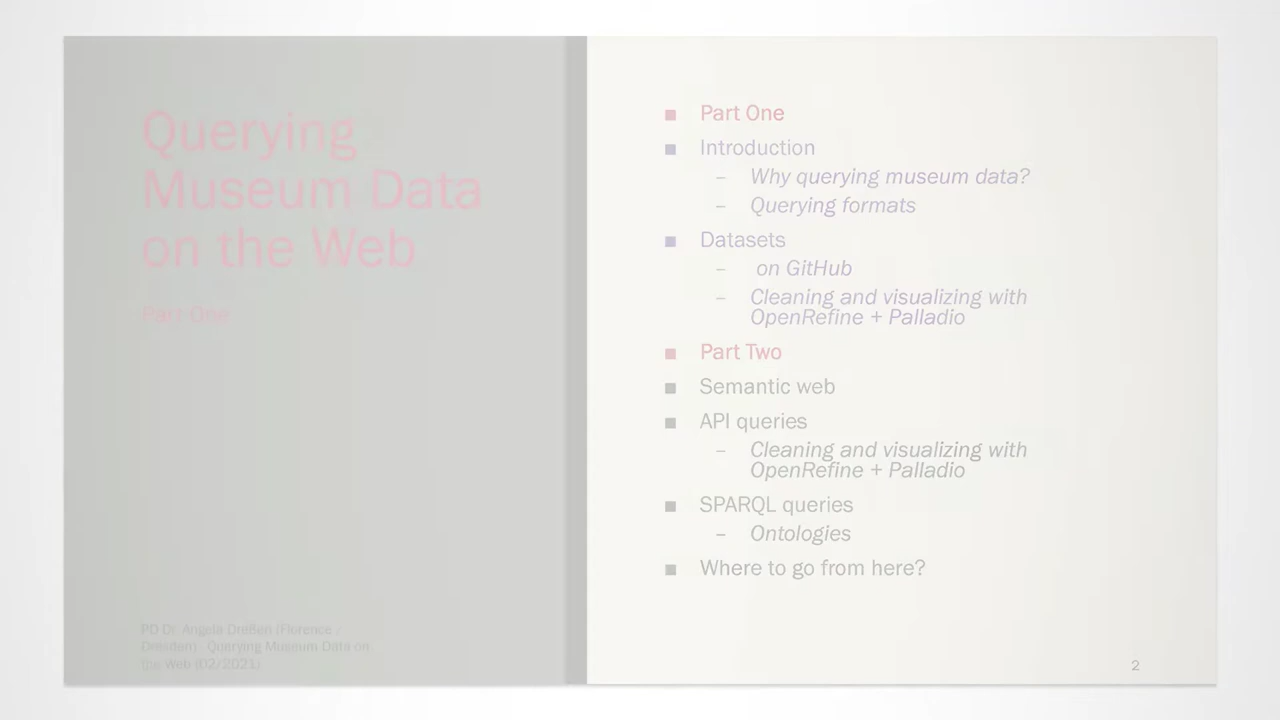 Querying
Museum Data
on the Web
Part One
PD Dr. Angela Dreßen (Florence /
Dresden) - Querying Museum Data on
the Web (02/2021)
■ Part One
■ Introduction
– Why querying museum data?
– Querying formats
■ Datasets
– on GitHub
– Cleaning and visualizing with
OpenRefine + Palladio
■ Part Two
■ Semantic web
■ API queries
– Cleaning and visualizing with
OpenRefine + Palladio
■ SPARQL queries
– Ontologies
■ Where to go from here?
2